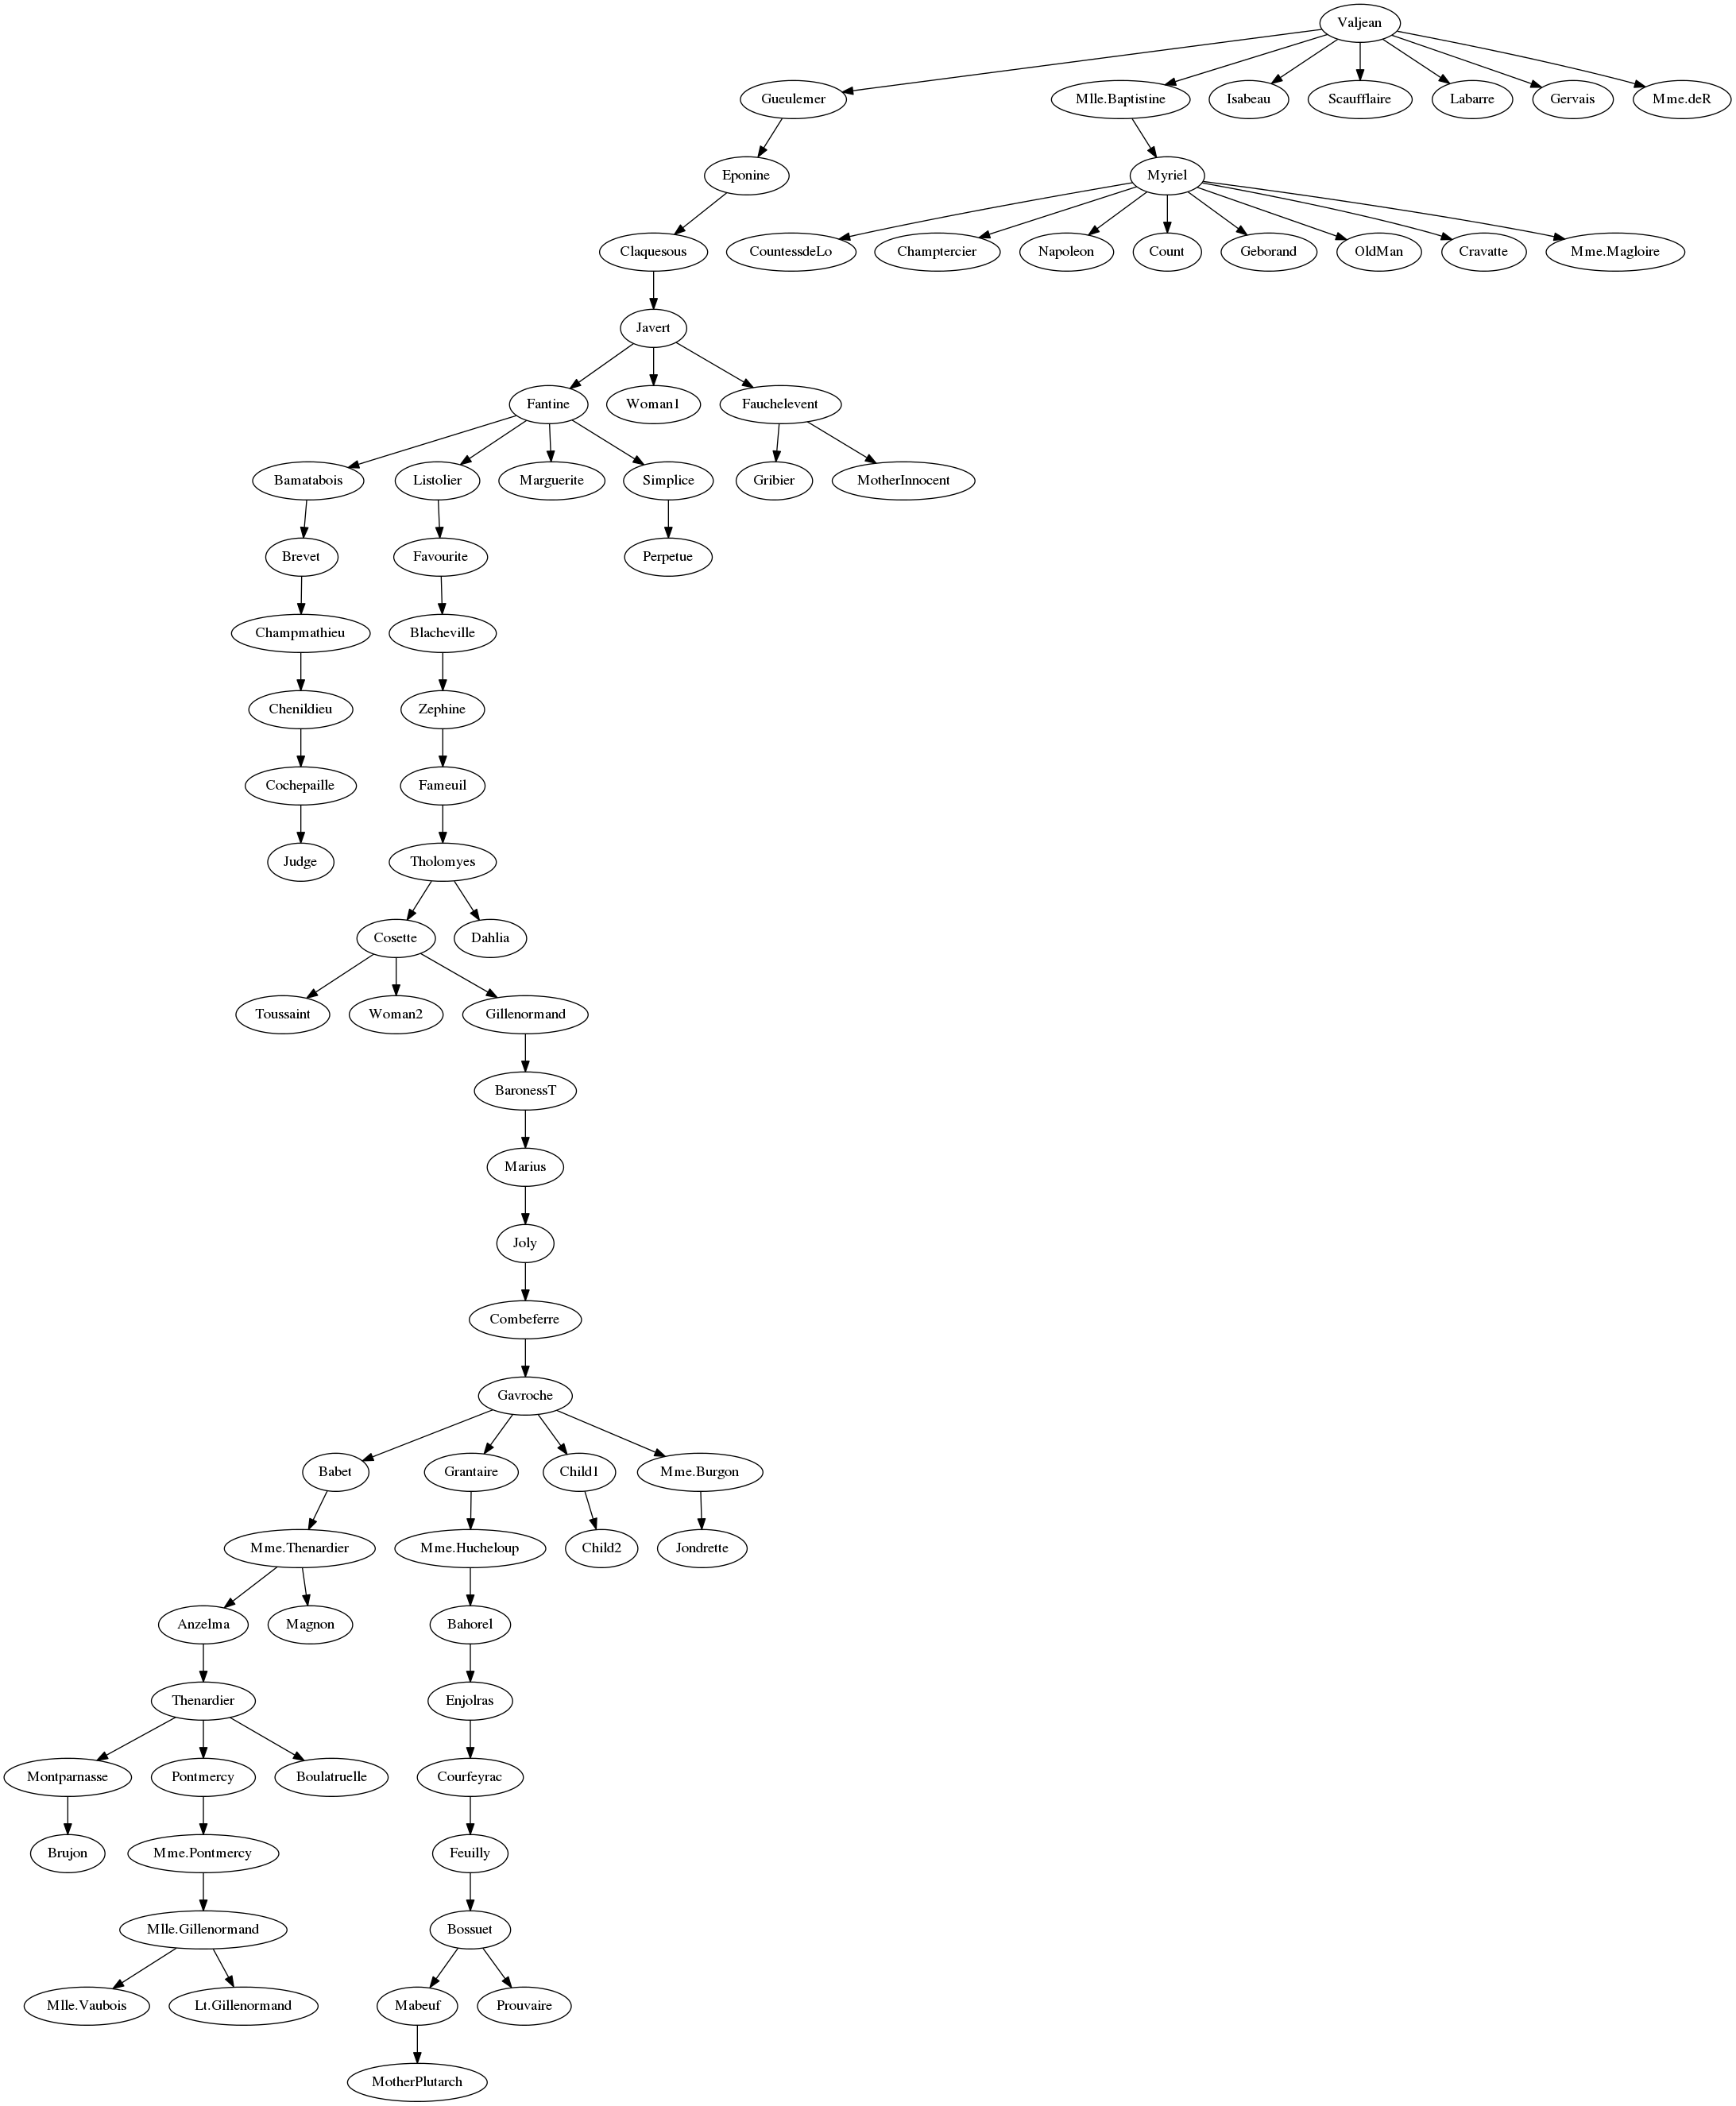 Valjean
Gueulemer
Mlle.Baptistine
Isabeau
Scaufflaire
Labarre
Gervais
Mme.deR
Eponine
Myriel
Claquesous
CountessdeLo
Champtercier
Napoleon
Count
Geborand
OldMan
Cravatte
Mme.Magloire
Javert
Fantine
Woman1
Fauchelevent
Bamatabois
Listolier
Marguerite
Simplice
Gribier
MotherInnocent
Brevet
Favourite
Perpetue
Champmathieu
Blacheville
Chenildieu
Zephine
Cochepaille
Fameuil
Judge
Tholomyes
Cosette
Dahlia
Toussaint
Woman2
Gillenormand
BaronessT
Marius
Joly
Combeferre
Gavroche
Babet
Grantaire
Child1
Mme.Burgon
Mme.Thenardier
Mme.Hucheloup
Child2
Jondrette
Anzelma
Magnon
Bahorel
Thenardier
Enjolras
Montparnasse
Pontmercy
Boulatruelle
Courfeyrac
Brujon
Mme.Pontmercy
Feuilly
Mlle.Gillenormand
Bossuet
Mlle.Vaubois
Lt.Gillenormand
Mabeuf
Prouvaire
MotherPlutarch